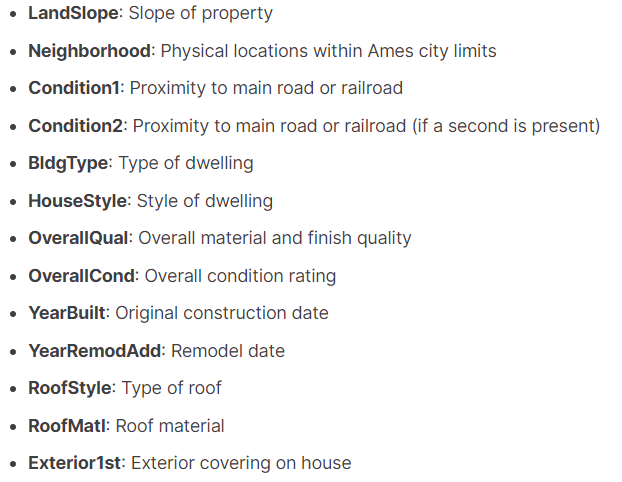 • LandSlope: Slope of property
• Neighborhood: Physical locations within Ames city limits
• Condition1: Proximity to main road or railroad
• Condition2: Proximity to main road or railroad (if a second is present)
• BldgType: Type of dwelling
• HouseStyle: Style of dwelling
• OverallQual: Overall material and finish quality
• OverallCond: Overall condition rating
• YearBuilt: Original construction date
• YearRemodAdd: Remodel date
• RoofStyle: Type of roof
• RoofMatl: Roof material
• Exterior1st: Exterior covering on house